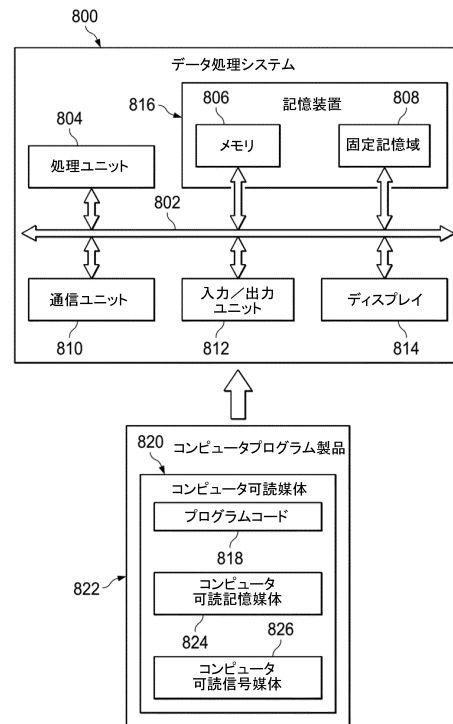 800
データ処理システム
816
記憶装置
804
806
808
処理ユニット
メモリ
固定記憶域
802
通信ユニット
入力／出力
ユニット
ディスプレイ
810
812
814
コンピュータプログラム製品
820
コンピュータ可読媒体
プログラムコード
818
822
コンピュータ
可読記憶媒体
824
826
コンピュータ
可読信号媒体